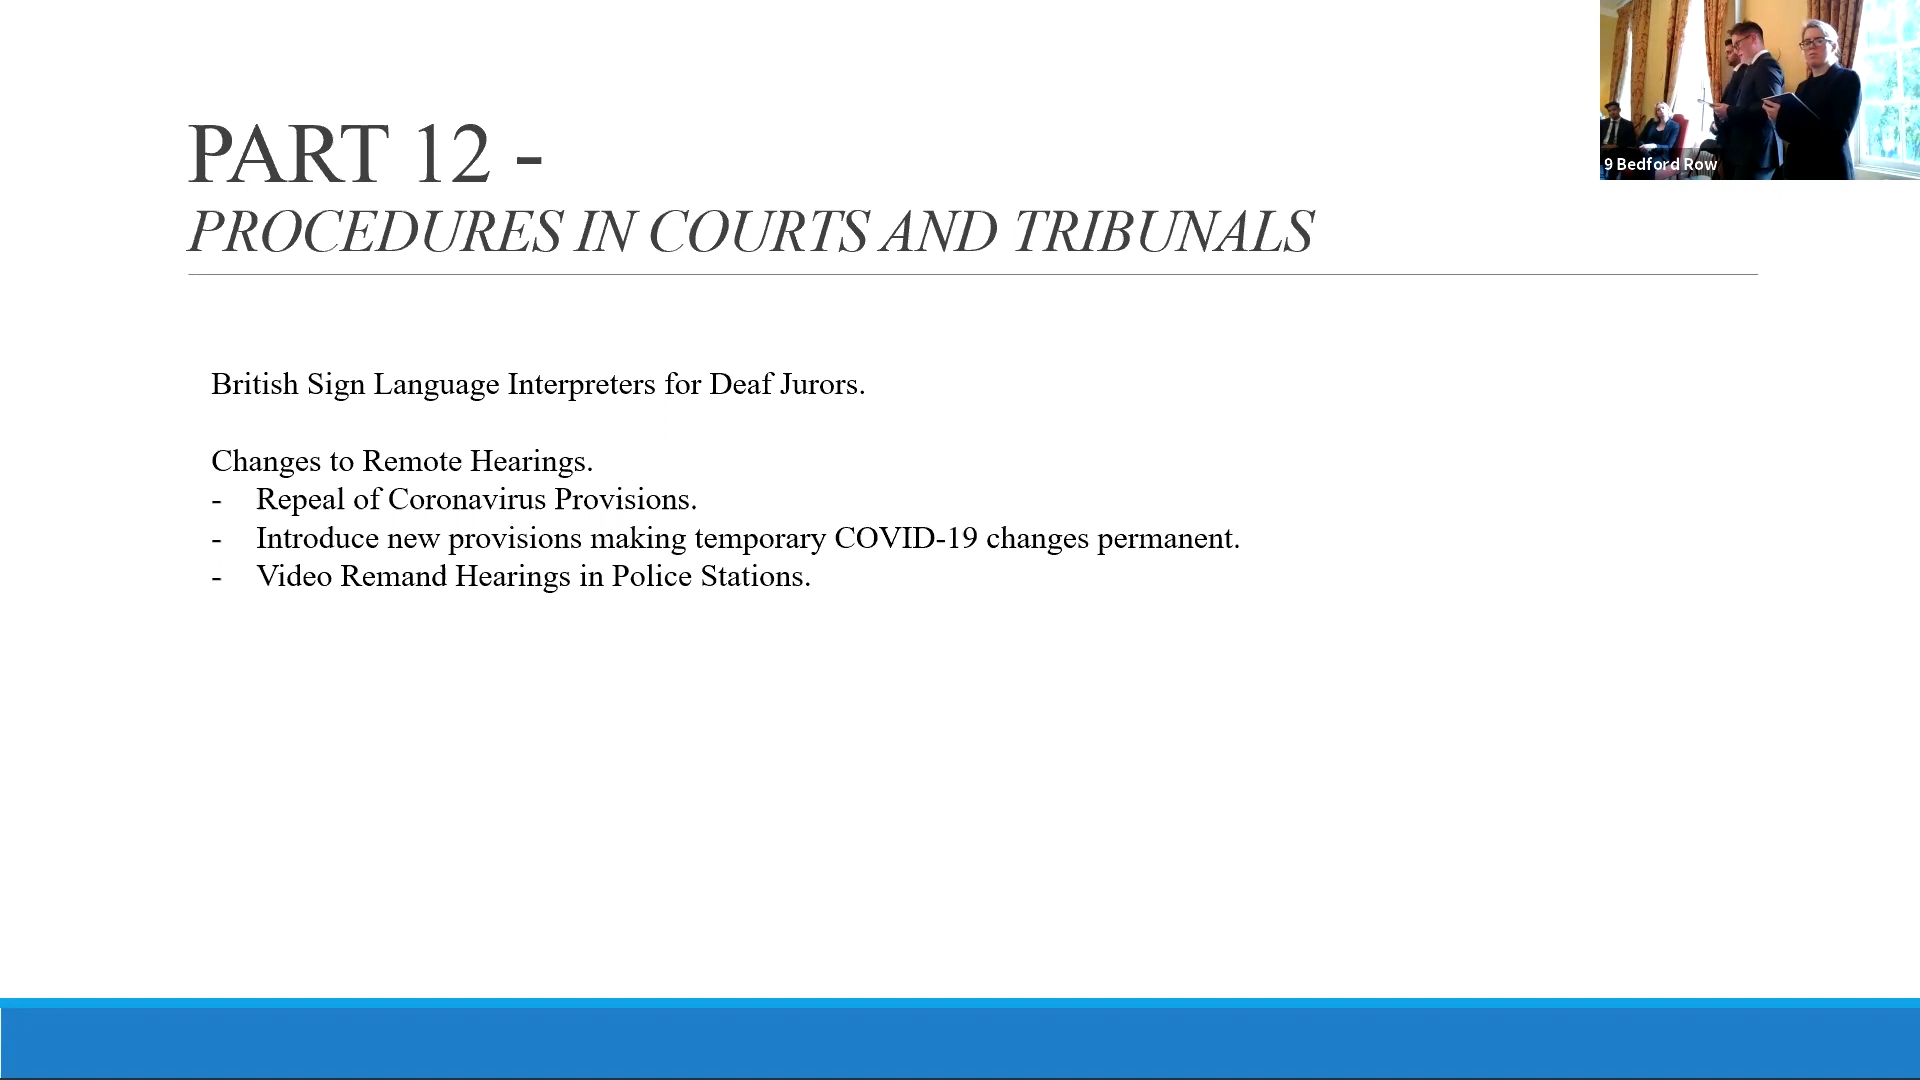 PART 12 -
PROCEDURES IN COURTS AND TRIBUNALS
British Sign Language Interpreters for Deaf Jurors.
Changes to Remote Hearings.
- Repeal of Coronavirus Provisions.
- Introduce new provisions making temporary COVID-19 changes permanent.
- Video Remand Hearings in Police Stations.
9 Bedford Row